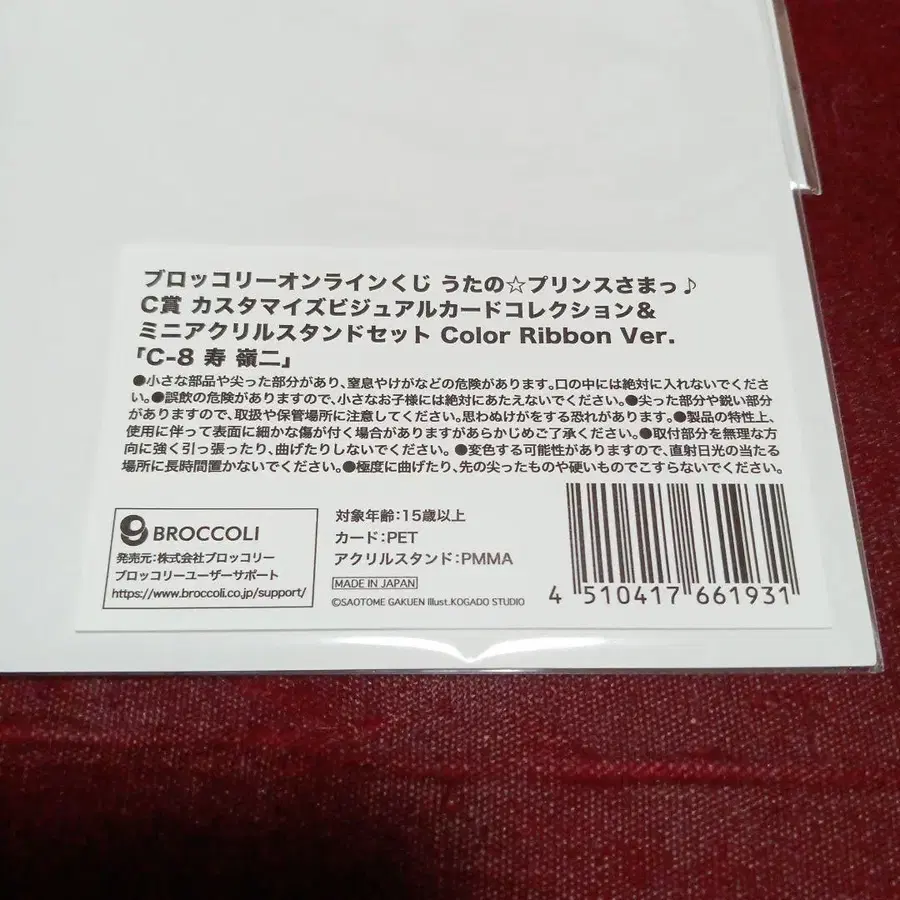 ブロッコリーオンラインくじ うたの☆プリンスさまっ♪
C賞 カスタマイズビジュアルカードコレクション＆
ミニアクリルスタンドセット Color Ribbon Ver.
「C-8 寿 嶺二」
●小さな部品や尖った部分があり、窒息やけがなどの危険があります。口の中には絶対に入れないでくださ
い。●誤飲の危険がありますので、小さなお子様には絶対にあたえないでください。●尖った部分や鋭い部分
がありますので、取扱や保管場所に注意してください。思わぬけがをする恐れがあります。●製品の特性上、
使用に伴って表面に細かな傷が付く場合がありますがあらかじめご了承ください。●取付部分を無理な方
向に強く引っ張ったり、曲げたりしないでください。●変色する可能性がありますので、直射日光の当たる
場所に長時間置かないでください。●極度に曲げたり、先の尖ったものや硬いものでこすらないでください。
BROCCOLI
発売元:株式会社ブロッコリー
ブロッコリーユーザーサポート
https://www.broccoli.co.jp/support/
対象年齢:15歳以上
カード:PET
アクリルスタンド:PMMA
MADE IN JAPAN
©SAOTOME GAKUEN Illust.KOGADO STUDIO
4 510417 661931